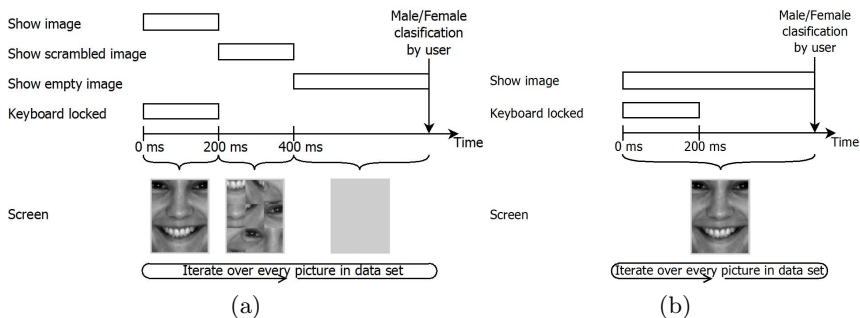 Show image
Show scrambled image
Show empty image
Keyboard locked
Male/Female
clasification
by user
0 ms
200 ms
400 ms
Time
Screen
Iterate over every picture in data set
(a)
Male/Female
clasification
by user
Show image
Keyboard locked
0 ms
200 ms
Time
Screen
Iterate over every picture in data set
(b)